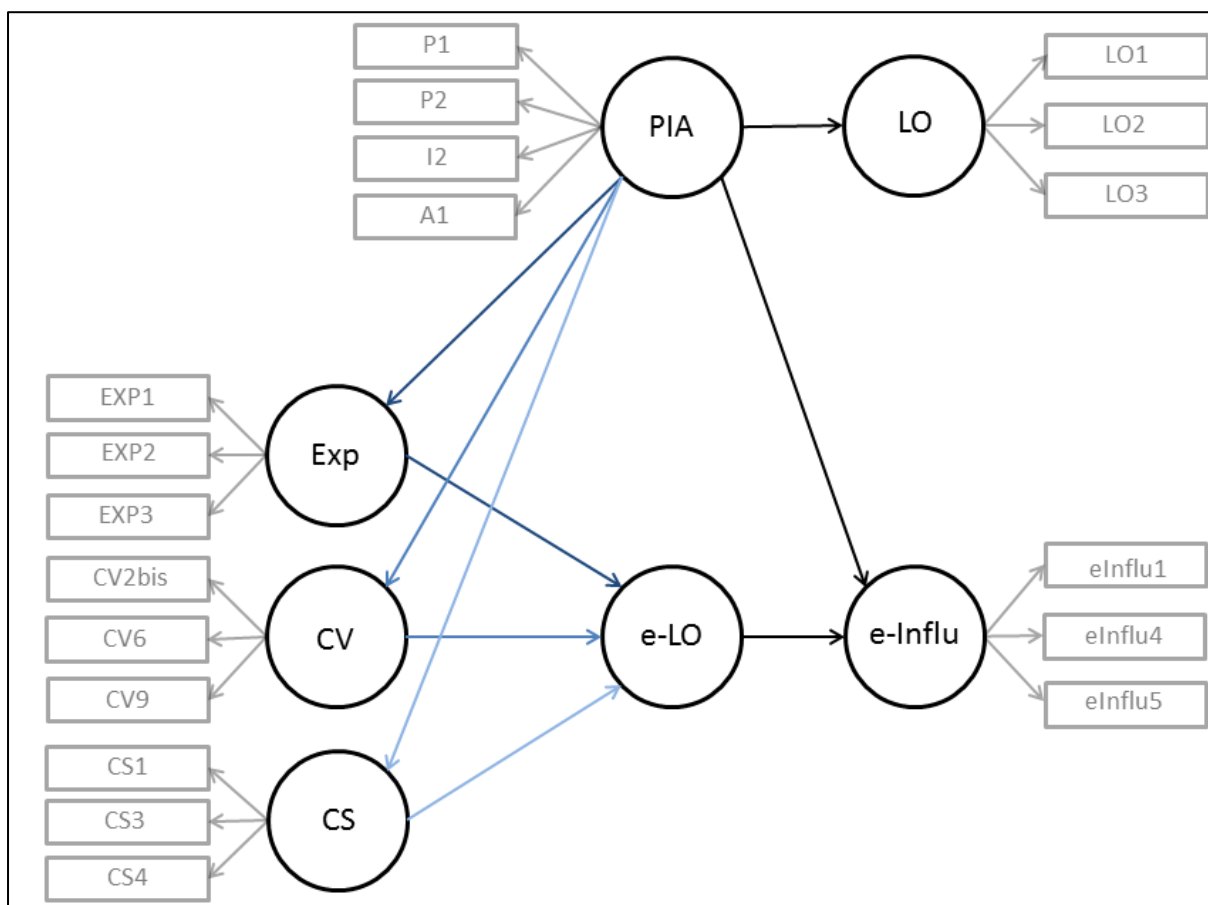 P1
P2
I2
A1
PIA
LO
LO1
LO2
LO3
EXP1
EXP2
EXP3
Exp
CV2bis
CV6
CV9
CV
e-LO
e-Influ
eInflu1
eInflu4
eInflu5
CS1
CS3
CS4
CS